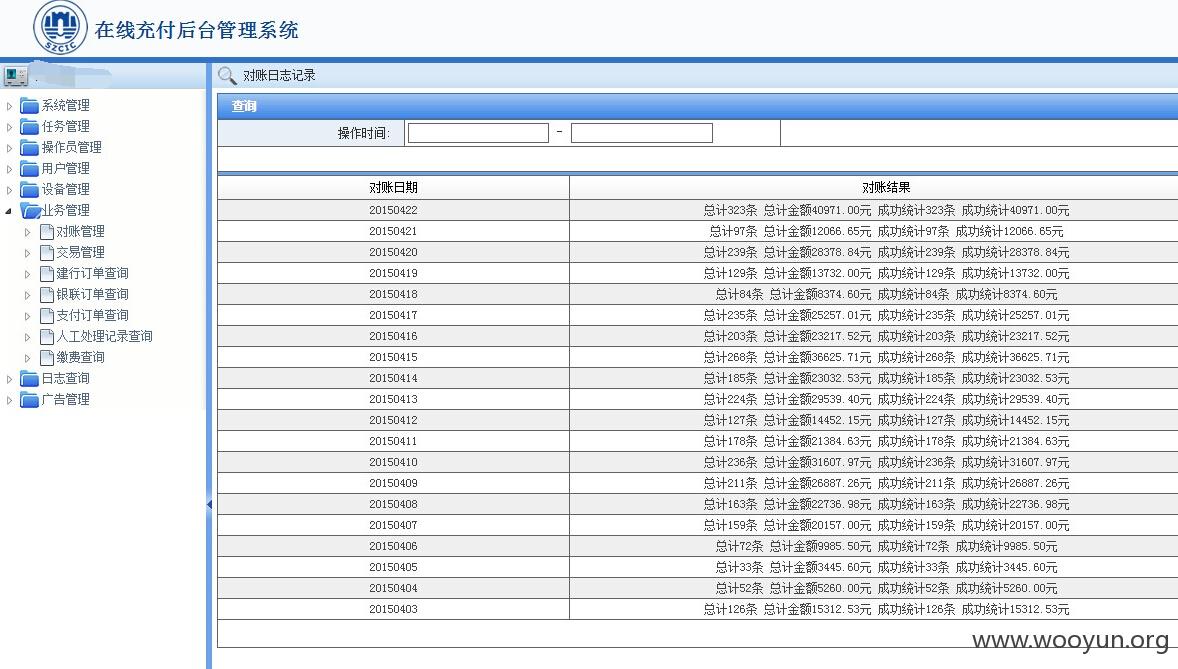 SZCIC
在线充付后台管理系统
对账日志记录
系统管理
任务管理
操作员管理
用户管理
设备管理
业务管理
对账管理
交易管理
建行订单查询
银联订单查询
支付订单查询
人工处理记录查询
缴费查询
日志查询
广告管理
查询
操作时间: -
对账日期 对账结果
20150422 总计323条 总计金额40971.00元 成功统计323条 成功统计40971.00元
20150421 总计97条 总计金额12066.65元 成功统计97条 成功统计12066.65元
20150420 总计239条 总计金额28378.84元 成功统计239条 成功统计28378.84元
20150419 总计129条 总计金额13732.00元 成功统计129条 成功统计13732.00元
20150418 总计84条 总计金额8374.60元 成功统计84条 成功统计8374.60元
20150417 总计235条 总计金额25257.01元 成功统计235条 成功统计25257.01元
20150416 总计203条 总计金额23217.52元 成功统计203条 成功统计23217.52元
20150415 总计268条 总计金额36625.71元 成功统计268条 成功统计36625.71元
20150414 总计185条 总计金额23032.53元 成功统计185条 成功统计23032.53元
20150413 总计224条 总计金额29539.40元 成功统计224条 成功统计29539.40元
20150412 总计127条 总计金额14452.15元 成功统计127条 成功统计14452.15元
20150411 总计178条 总计金额21384.63元 成功统计178条 成功统计21384.63元
20150410 总计236条 总计金额31607.97元 成功统计236条 成功统计31607.97元
20150409 总计211条 总计金额26887.26元 成功统计211条 成功统计26887.26元
20150408 总计163条 总计金额22736.98元 成功统计163条 成功统计22736.98元
20150407 总计159条 总计金额20157.00元 成功统计159条 成功统计20157.00元
20150406 总计72条 总计金额9985.50元 成功统计72条 成功统计9985.50元
20150405 总计33条 总计金额3445.60元 成功统计33条 成功统计3445.60元
20150404 总计52条 总计金额5260.00元 成功统计52条 成功统计5260.00元
20150403 总计126条 总计金额15312.53元 成功统计126条 成功统计15312.53元
www.wooyun.org